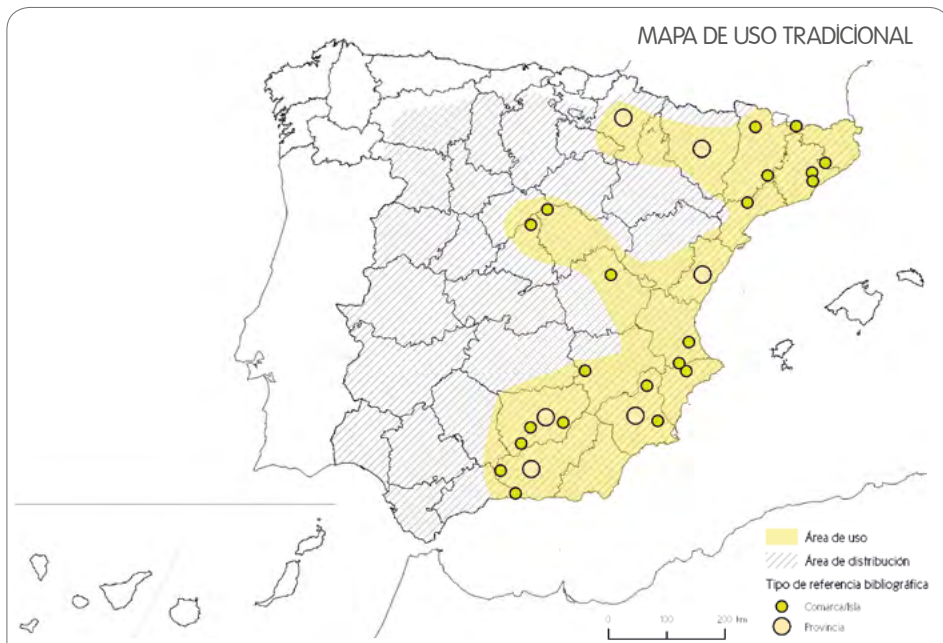 MAPA DE USO TRADICIONAL
Área de uso
Área de distribución
Tipo de referencia bibliográfica
Comarca/Isla
Provincia
0 100 200 km